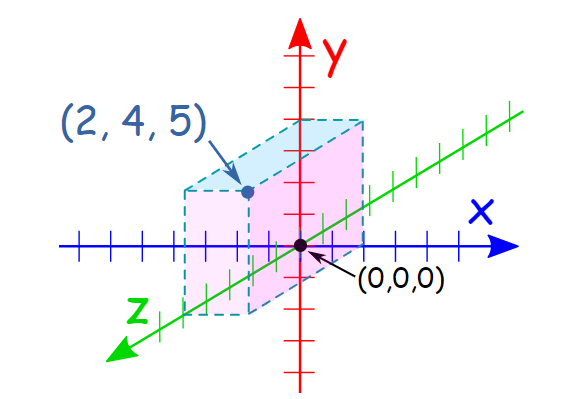 y
(2, 4, 5)
x
(0,0,0)
z